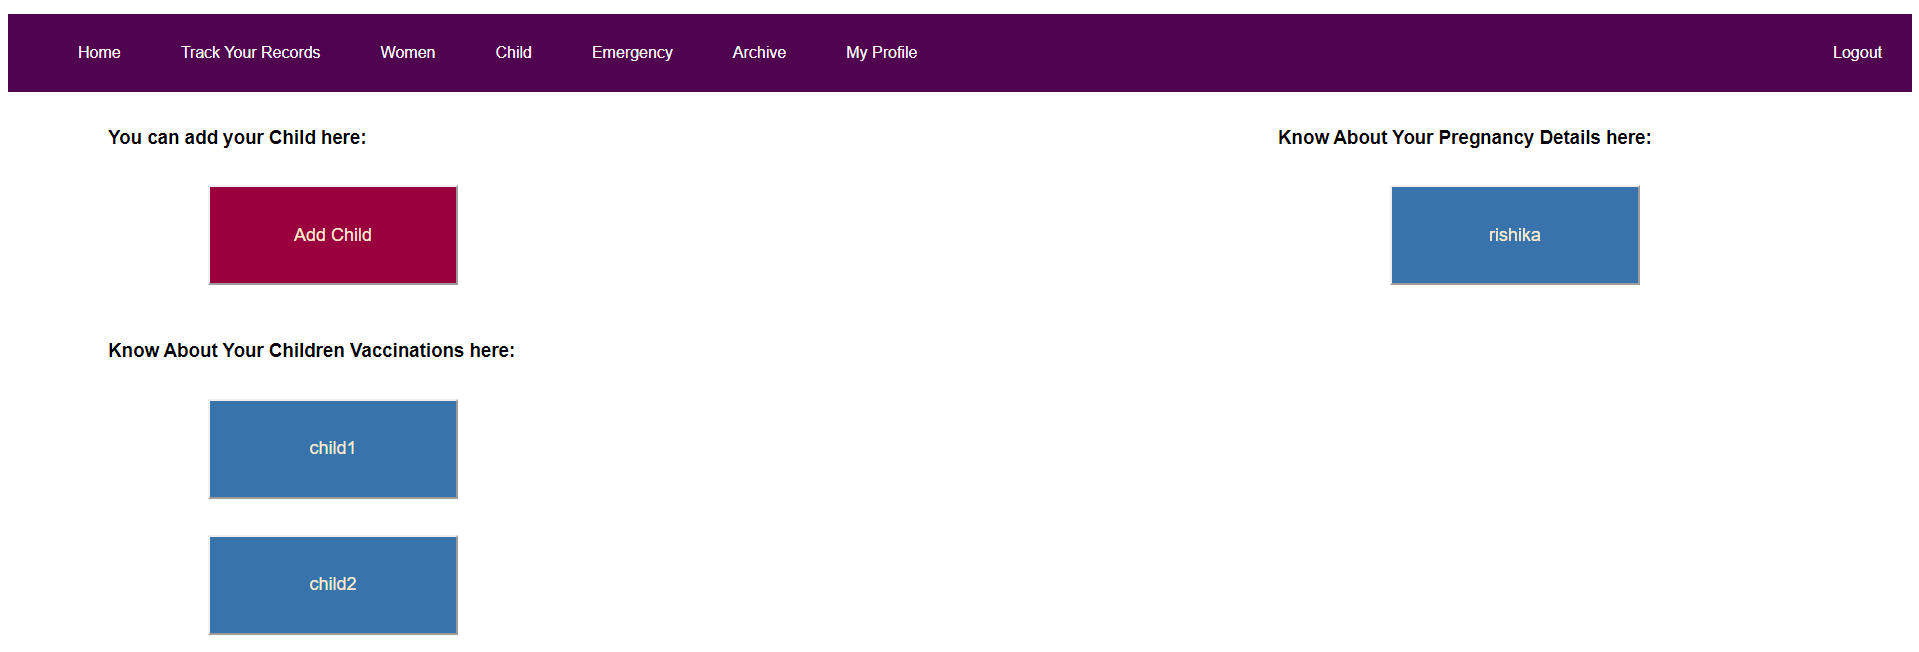 Home Track Your Records Women Child Emergency Archive My Profile Logout
You can add your Child here:
Add Child
Know About Your Children Vaccinations here:
child1
child2
Know About Your Pregnancy Details here:
rishika